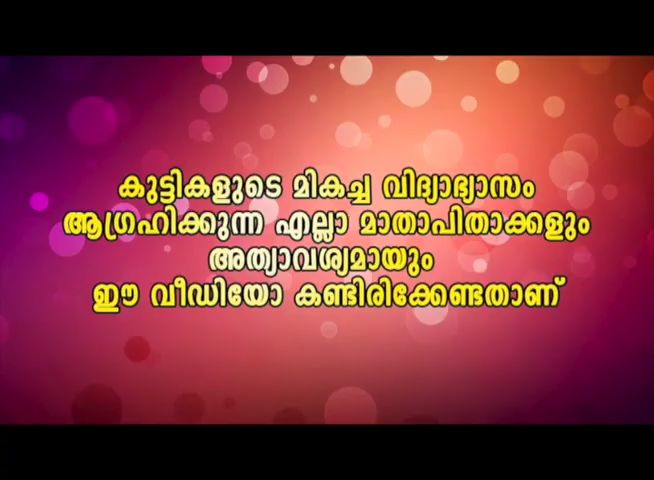 കുട്ടികളുടെ മികച്ച വിദ്യാഭ്യാസം
ആഗ്രഹിക്കുന്ന എല്ലാ മാതാപിതാക്കളും
അത്യാവശ്യമായും
ഈ വീഡിയോ കണ്ടിരിക്കേണ്ടതാണ്